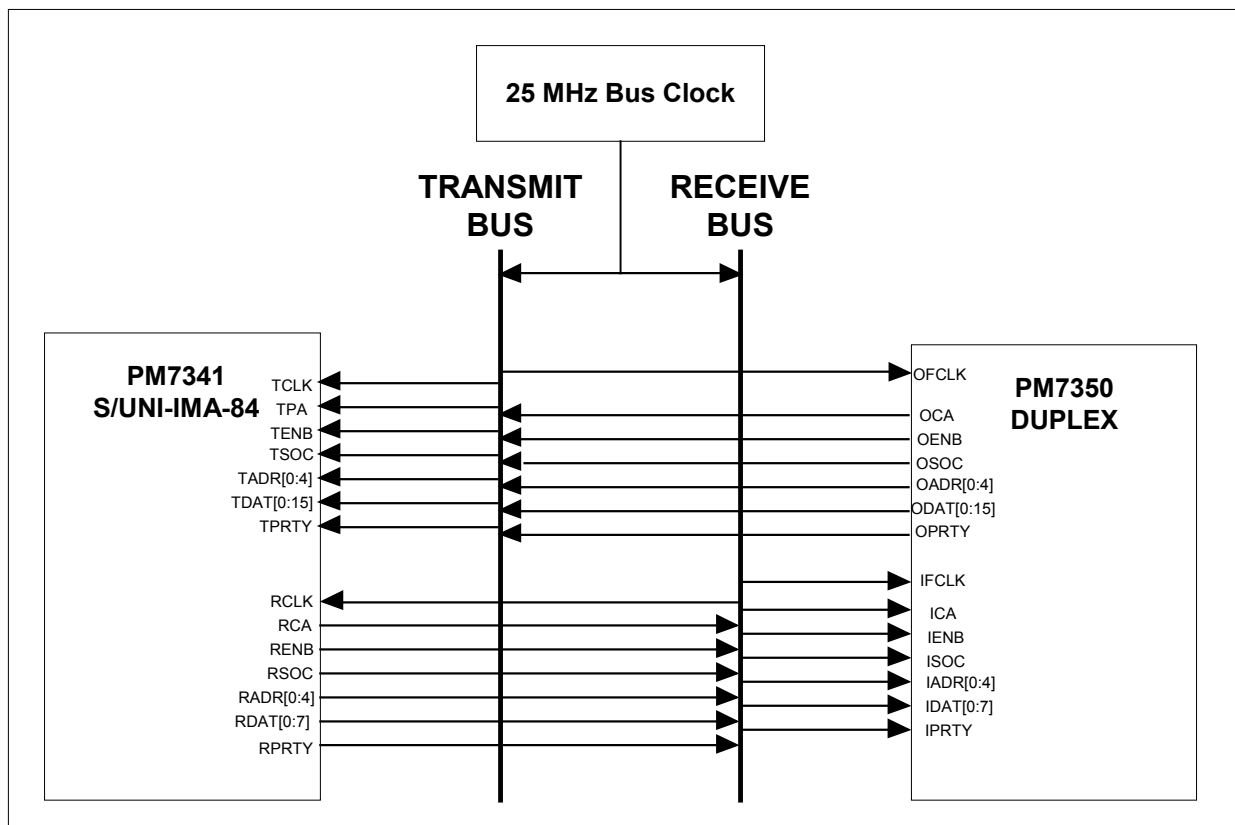 25 MHz Bus Clock
TRANSMIT
BUS
RECEIVE
BUS
PM7341
S/UNI-IMA-84
TCLK
TPA
TENB
TSOC
TADR[0:4]
TDAT[0:15]
TPRTY
RCLK
RCA
RENB
RSOC
RADR[0:4]
RDAT[0:7]
RPRTY
PM7350
DUPLEX
OFCLK
OCA
OENB
OSOC
OADR[0:4]
ODAT[0:15]
OPRTY
IFCLK
ICA
IENB
ISOC
IADR[0:4]
IDAT[0:7]
IPRTY